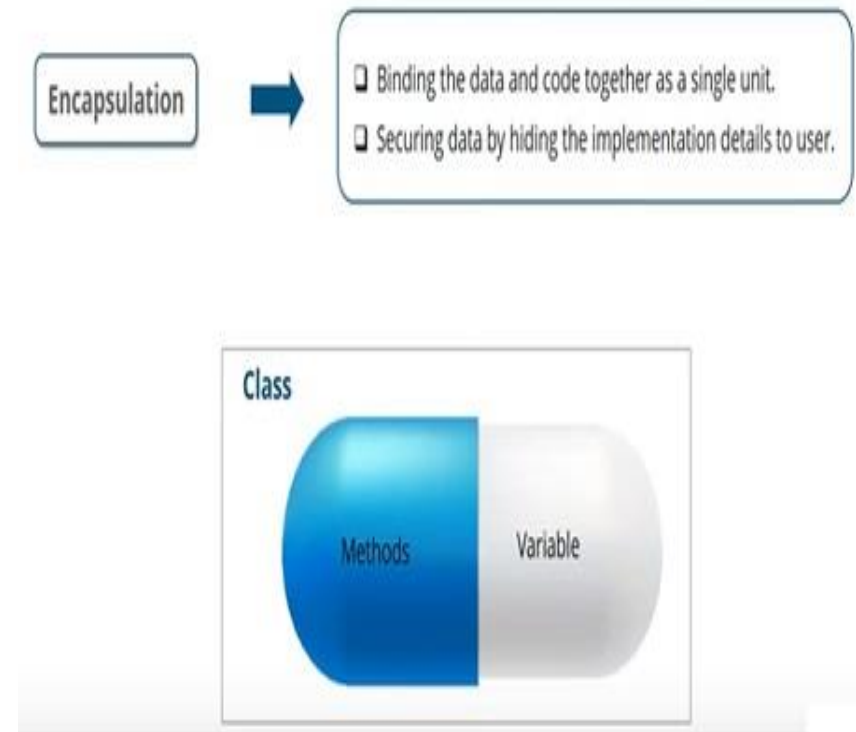 Encapsulation
❑ Binding the data and code together as a single unit.
❑ Securing data by hiding the implementation details to user.
Class
Methods
Variable